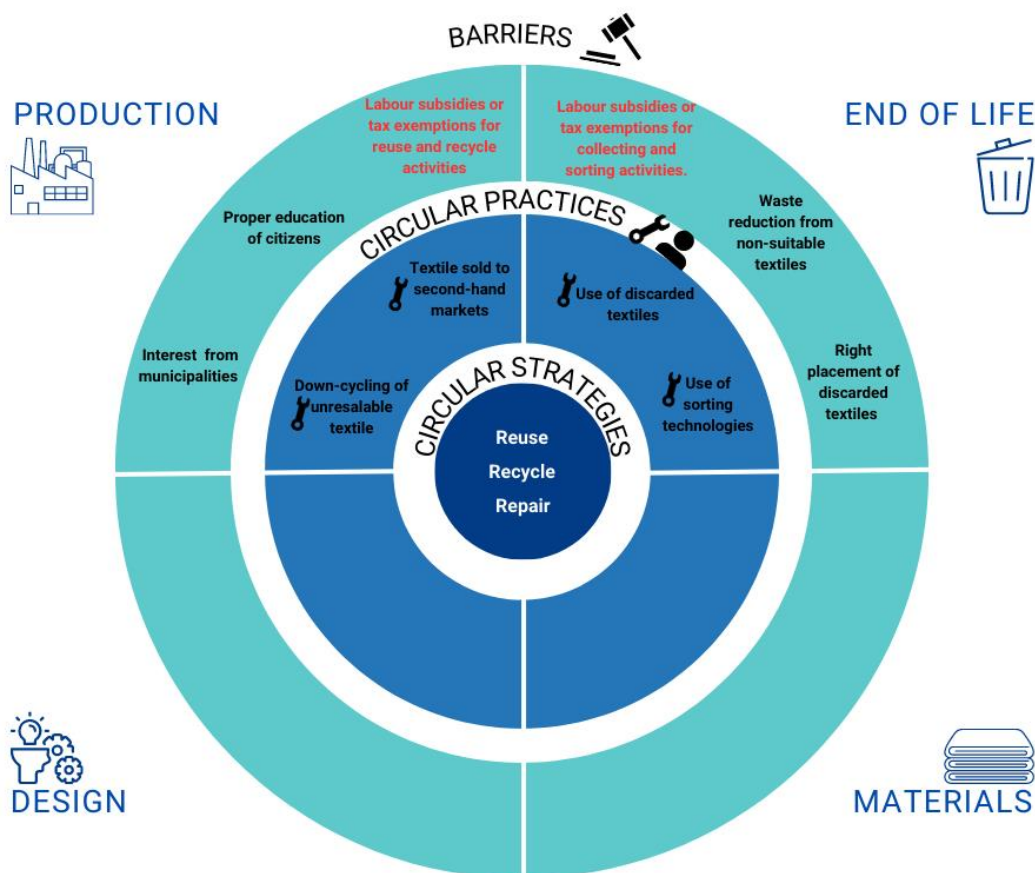 BARRIERS
PRODUCTION
END OF LIFE
Labour subsidies or
tax exemptions for
reuse and recycle
activities
Labour subsidies or
tax exemptions for
collecting and
sorting activities.
Proper education
of citizens
Waste
reduction from
non-suitable
textiles
Interest from
municipalities
Right
placement of
discarded
textiles
CIRCULAR PRACTICES
Textile sold to
second-hand
markets
Use of discarded
textiles
Down-cycling of
unresalable
textile
Use of
sorting
technologies
CIRCULAR STRATEGIES
Reuse
Recycle
Repair
DESIGN
MATERIALS